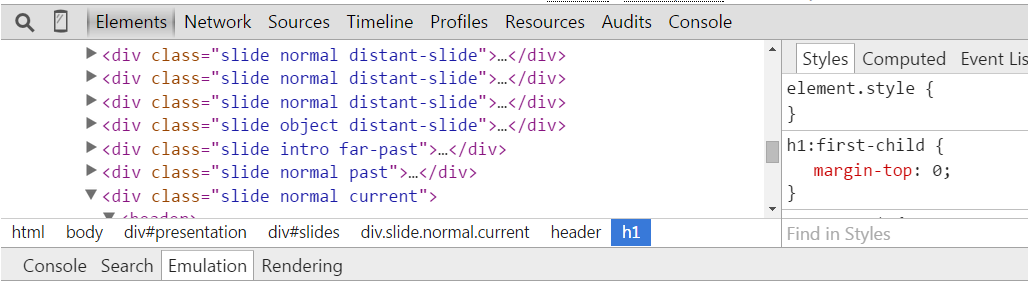 Elements Network Sources Timeline Profiles Resources Audits Console
<div class="slide normal distant-slide">…</div>
<div class="slide normal distant-slide">…</div>
<div class="slide normal distant-slide">…</div>
<div class="slide object distant-slide">…</div>
<div class="slide intro far-past">…</div>
<div class="slide normal past">…</div>
<div class="slide normal current">
<header>
Styles Computed Event Lis
element.style {
}
h1:first-child {
margin-top: 0;
}
Find in Styles
html body div#presentation div#slides div.slide.normal.current header h1
Console Search Emulation Rendering